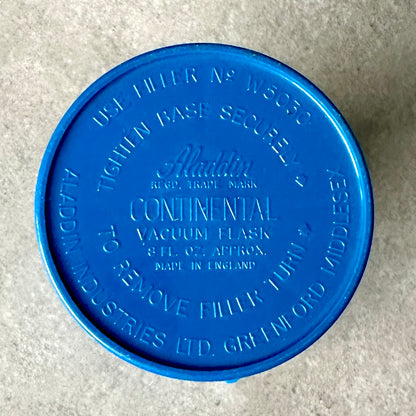 USE FILLER Nº W5030
TIGHTEN BASE SECURELY
Aladdin
REGD. TRADE MARK
CONTINENTAL
VACUUM FLASK
8 FL. OZ. APPROX.
MADE IN ENGLAND
TO REMOVE FILLER TURN
ALADDIN INDUSTRIES LTD. GREENFORD MIDDLESEX